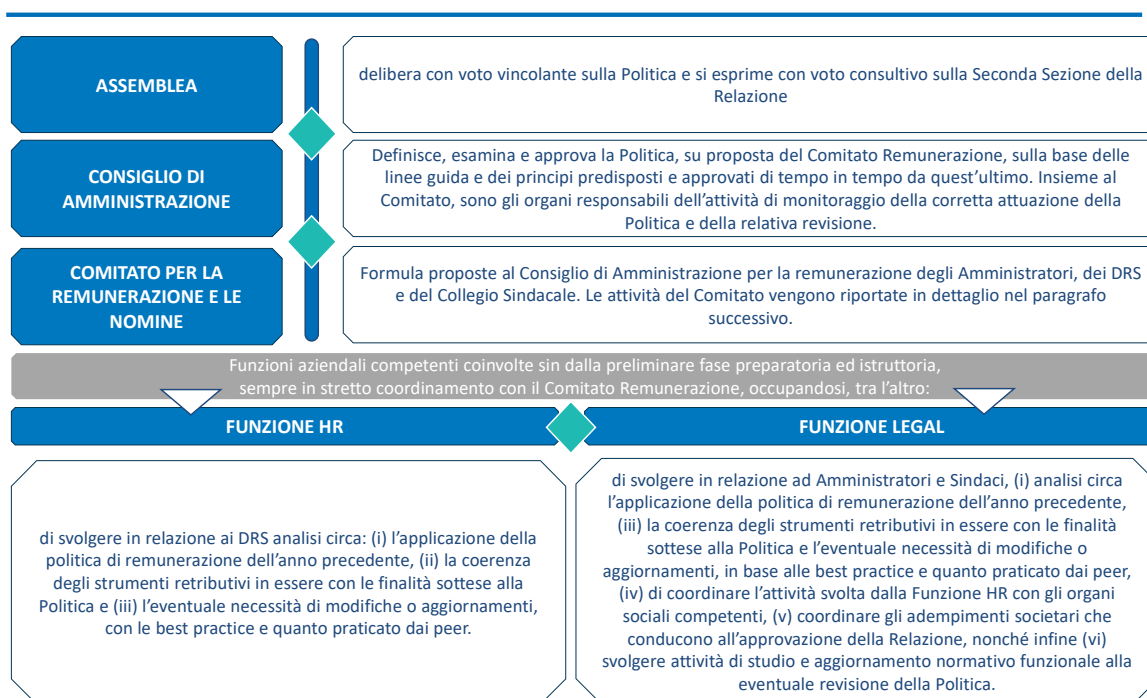 ASSEMBLEA
delibera con voto vincolante sulla Politica e si esprime con voto consultivo sulla Seconda Sezione della
Relazione
CONSIGLIO DI
AMMINISTRAZIONE
Definisce, esamina e approva la Politica, su proposta del Comitato Remunerazione, sulla base delle
linee guida e dei principi predisposti e approvati di tempo in tempo da quest'ultimo. Insieme al
Comitato, sono gli organi responsabili dell'attività di monitoraggio della corretta attuazione della
Politica e della relativa revisione.
COMITATO PER LA
REMUNERAZIONE E LE
NOMINE
Formula proposte al Consiglio di Amministrazione per la remunerazione degli Amministratori, dei DRS
e del Collegio Sindacale. Le attività del Comitato vengono riportate in dettaglio nel paragrafo
successivo.
Funzioni aziendali competenti coinvolte sin dalla preliminare fase preparatoria ed istruttoria,
sempre in stretto coordinamento con il Comitato Remunerazione, occupandosi, tra l'altro:
FUNZIONE HR
di svolgere in relazione ai DRS analisi circa: (i) l'applicazione della
politica di remunerazione dell'anno precedente, (ii) la coerenza
degli strumenti retributivi in essere con le finalità sottese alla
Politica e (iii) l'eventuale necessità di modifiche o aggiornamenti,
con le best practice e quanto praticato dai peer.
FUNZIONE LEGAL
di svolgere in relazione ad Amministratori e Sindaci, (i) analisi circa
l'applicazione della politica di remunerazione dell'anno precedente,
(iii) la coerenza degli strumenti retributivi in essere con le finalità
sottese alla Politica e l'eventuale necessità di modifiche o
aggiornamenti, in base alle best practice e quanto praticato dai peer,
(iv) di coordinare l'attività svolta dalla Funzione HR con gli organi
sociali competenti, (v) coordinare gli adempimenti societari che
conducono all'approvazione della Relazione, nonché infine (vi)
svolgere attività di studio e aggiornamento normativo funzionale alla
eventuale revisione della Politica.